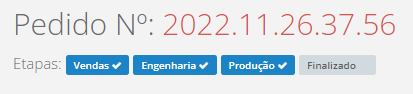 Pedido Nº: 2022.11.26.37.56
Etapas: Vendas ✔ Engenharia ✔ Produção ✔ Finalizado